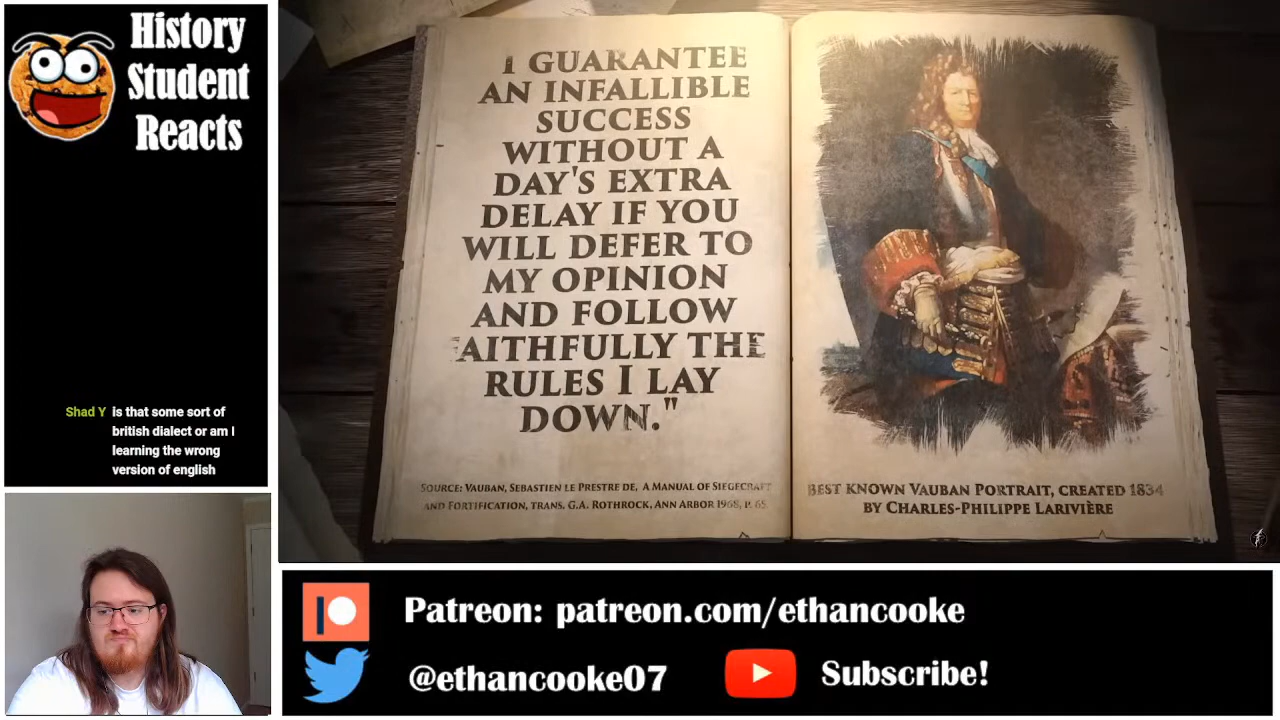 History
Student
Reacts
Shad Y is that some sort of
british dialect or am I
learning the wrong
version of english
I GUARANTEE
AN INFALLIBLE
SUCCESS
WITHOUT A
DAY'S EXTRA
DELAY IF YOU
WILL DEFER TO
MY OPINION
AND FOLLOW
FAITHFULLY THE
RULES I LAY
DOWN."
SOURCE: VAUBAN, SEBASTIEN LE PRESTRE DE, A MANUAL OF SIEGECRAFT
AND FORTIFICATION, TRANS. G.A. ROTHROCK, ANN ARBOR 1968, P. 65
BEST KNOWN VAUBAN PORTRAIT, CREATED 1834
BY CHARLES-PHILIPPE LARIVIÈRE
Patreon: patreon.com/ethancooke
@ethancooke07
Subscribe!